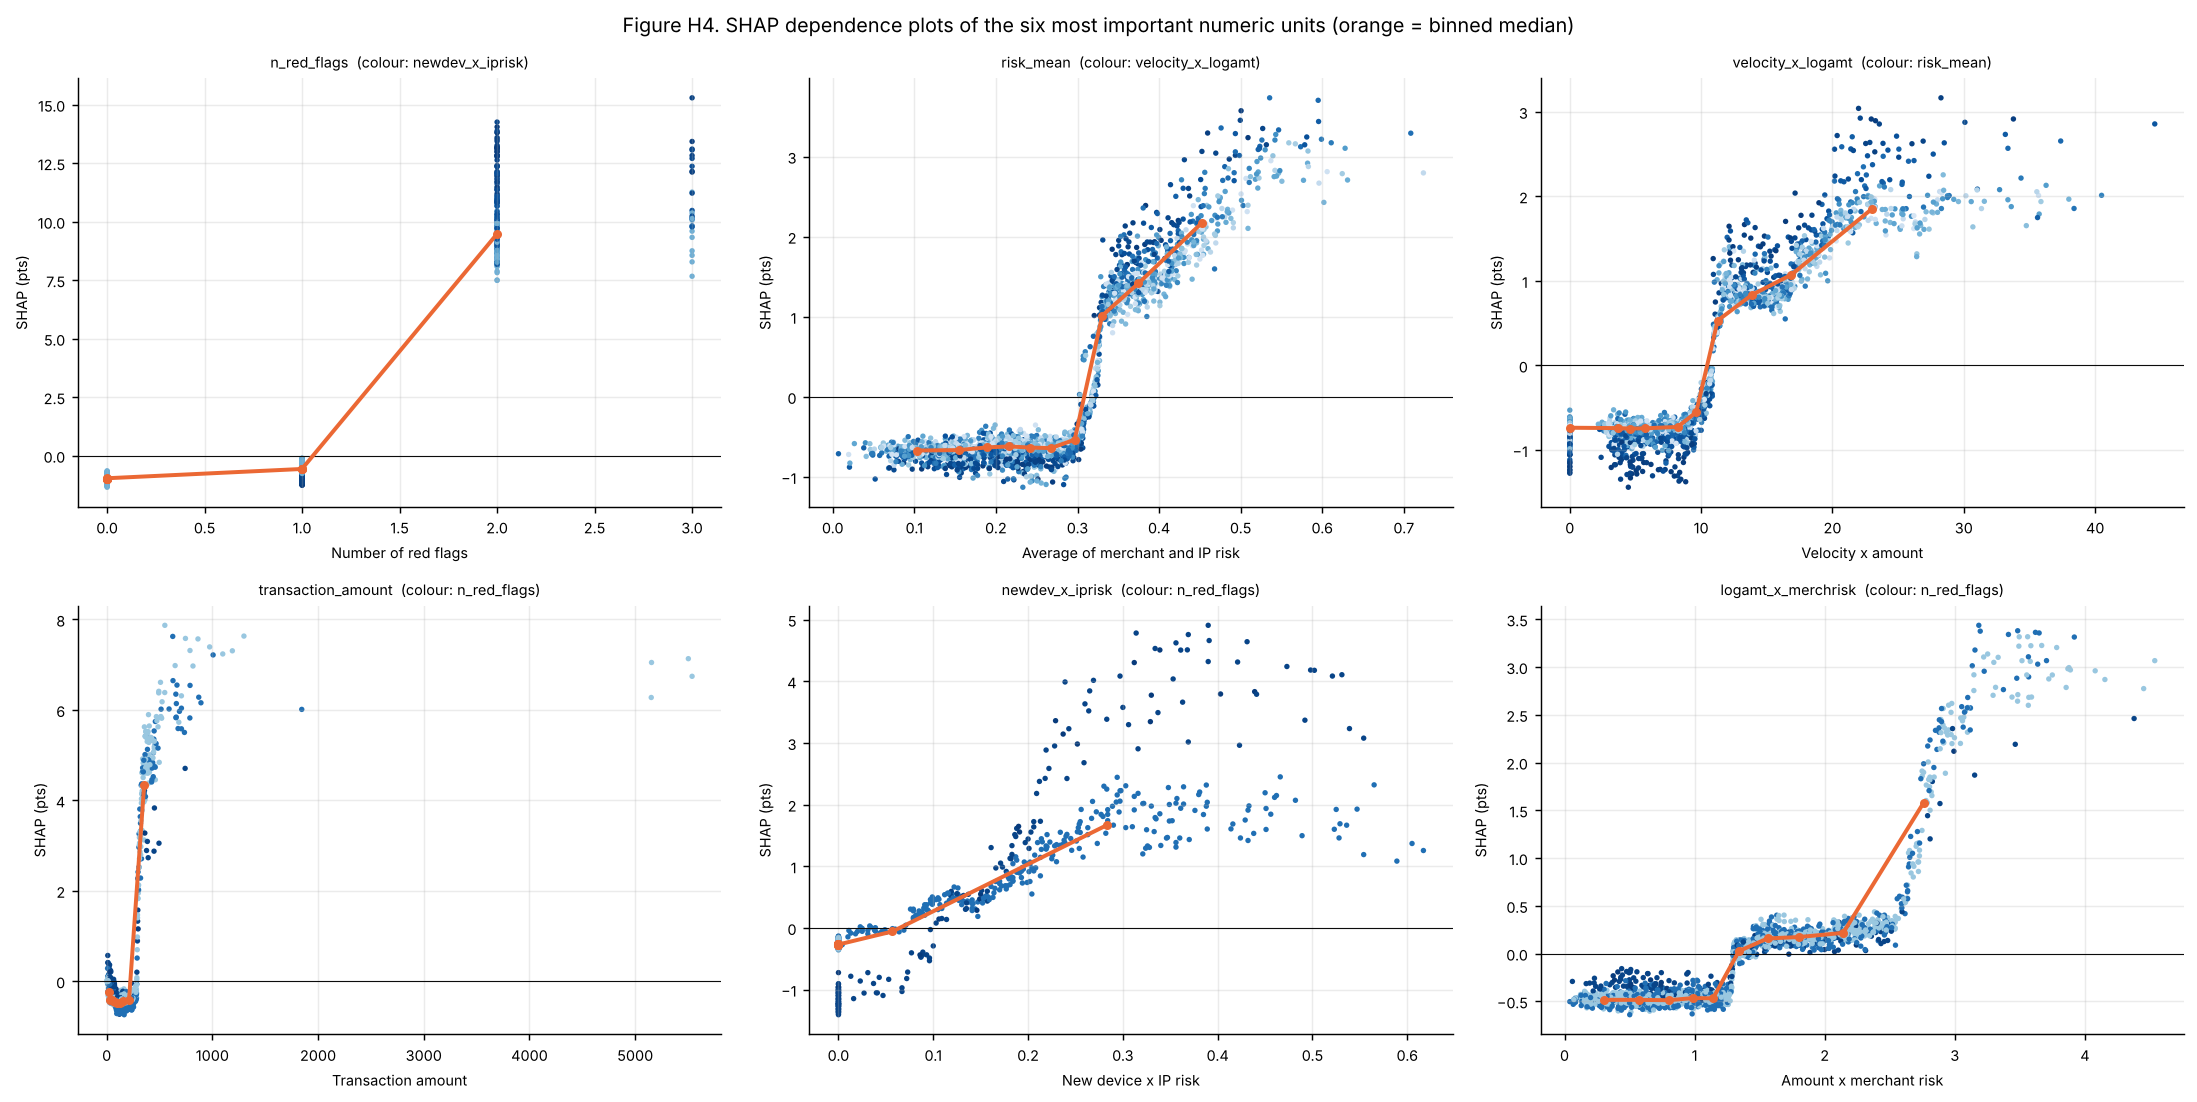 Figure H4. SHAP dependence plots of the six most important numeric units (orange = binned median)
n_red_flags (colour: newdev_x_iprisk)
SHAP (pts)
15.0
12.5
10.0
7.5
5.0
2.5
0.0
0.0 0.5 1.0 1.5 2.0 2.5 3.0
Number of red flags
risk_mean (colour: velocity_x_logamt)
SHAP (pts)
3
2
1
0
−1
0.0 0.1 0.2 0.3 0.4 0.5 0.6 0.7
Average of merchant and IP risk
velocity_x_logamt (colour: risk_mean)
SHAP (pts)
3
2
1
0
−1
0 10 20 30 40
Velocity x amount
transaction_amount (colour: n_red_flags)
SHAP (pts)
8
6
4
2
0
0 1000 2000 3000 4000 5000
Transaction amount
newdev_x_iprisk (colour: n_red_flags)
SHAP (pts)
5
4
3
2
1
0
−1
0.0 0.1 0.2 0.3 0.4 0.5 0.6
New device x IP risk
logamt_x_merchrisk (colour: n_red_flags)
SHAP (pts)
3.5
3.0
2.5
2.0
1.5
1.0
0.5
0.0
−0.5
0 1 2 3 4
Amount x merchant risk